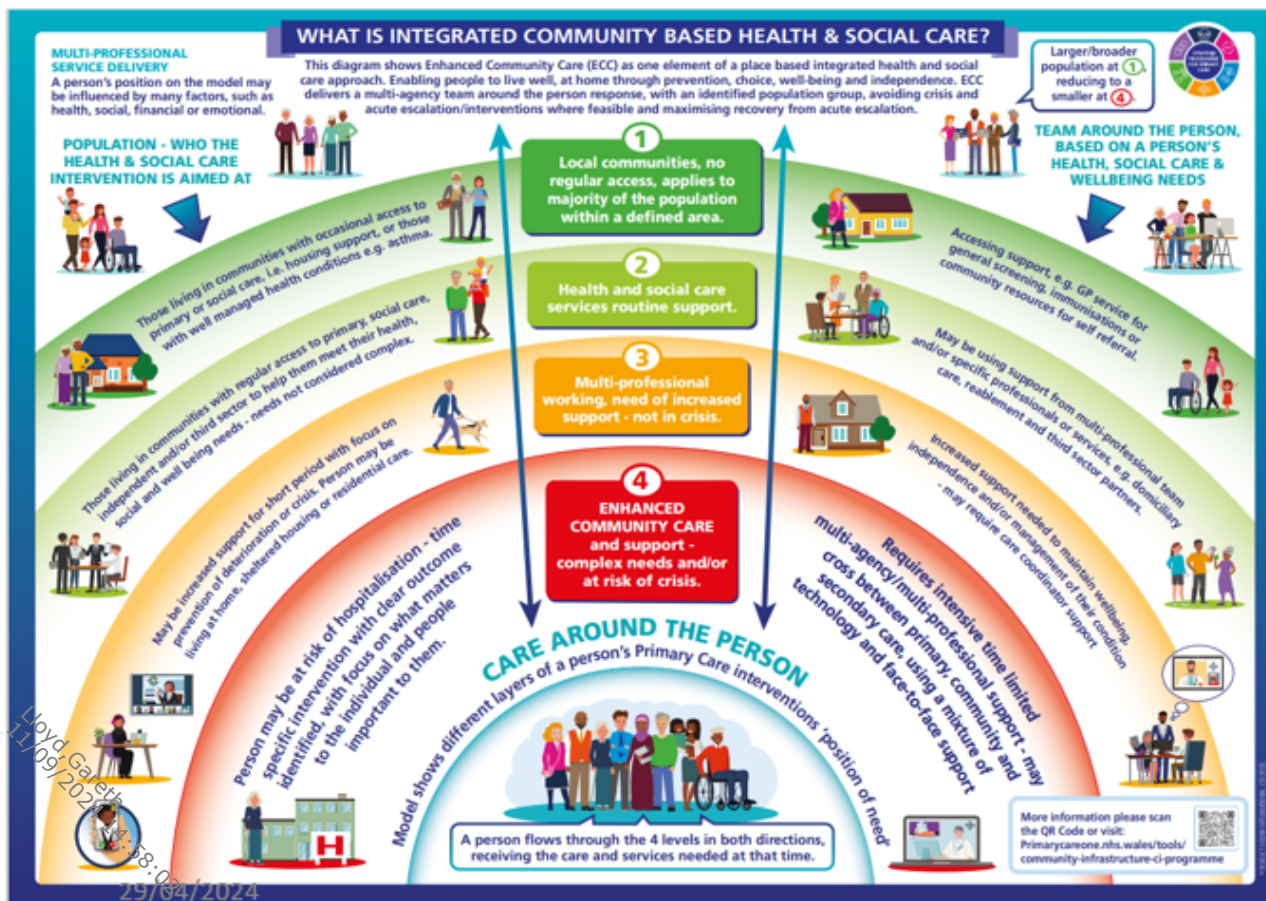 WHAT IS INTEGRATED COMMUNITY BASED HEALTH & SOCIAL CARE?
MULTI-PROFESSIONAL
SERVICE DELIVERY
A person's position on the model may
be influenced by many factors, such as
health, social, financial or emotional.
This diagram shows Enhanced Community Care (ECC) as one element of a place based integrated health and social
care approach. Enabling people to live well, at home through prevention, choice, well-being and independence. ECC
delivers a multi-agency team around the person response, with an identified population group, avoiding crisis and
acute escalation/interventions where feasible and maximising recovery from acute escalation.
Larger/broader
population at 1,
reducing to a
smaller at 4.
POPULATION - WHO THE
HEALTH & SOCIAL CARE
INTERVENTION IS AIMED AT
TEAM AROUND THE PERSON,
BASED ON A PERSON'S
HEALTH, SOCIAL CARE &
WELLBEING NEEDS
1
Local communities, no
regular access, applies to
majority of the population
within a defined area.
Those living in communities with occasional access to
primary or social care, i.e. housing support, or those
with well managed health conditions e.g. asthma.
Accessing support, e.g. GP service for
general screening, immunisations or
community resources for self referral.
2
Health and social care
services routine support.
Those living in communities with regular access to primary, social care,
independent and/or third sector to help them meet their health,
social and well being needs - needs not considered complex.
May be using support from multi-professional team
and/or specific professionals or services, e.g. domiciliary
care, reablement and third sector partners.
3
Multi-professional
working, need of increased
support - not in crisis.
May be increased support for short period with focus on
prevention of deterioration or crisis. Person may be
living at home, sheltered housing or residential care.
Increased support needed to maintain wellbeing,
independence and/or management of their condition
- may require care coordinator support
4
ENHANCED
COMMUNITY CARE
and support -
complex needs and/or
at risk of crisis.
Person may be at risk of hospitalisation - time
specific intervention with clear outcome
identified, with focus on what matters
to the individual and people
important to them.
Requires intensive time limited
multi-agency/multi-professional support - may
cross between primary, community and
secondary care, using a mixture of
technology and face-to-face support
CARE AROUND THE PERSON
Model shows different layers of a person's Primary Care interventions 'position of need'
A person flows through the 4 levels in both directions,
receiving the care and services needed at that time.
H
More information please scan
the QR Code or visit:
Primarycareone.nhs.wales/tools/
community-infrastructure-ci-programme
Lloyd, Gareth
29/04/2024